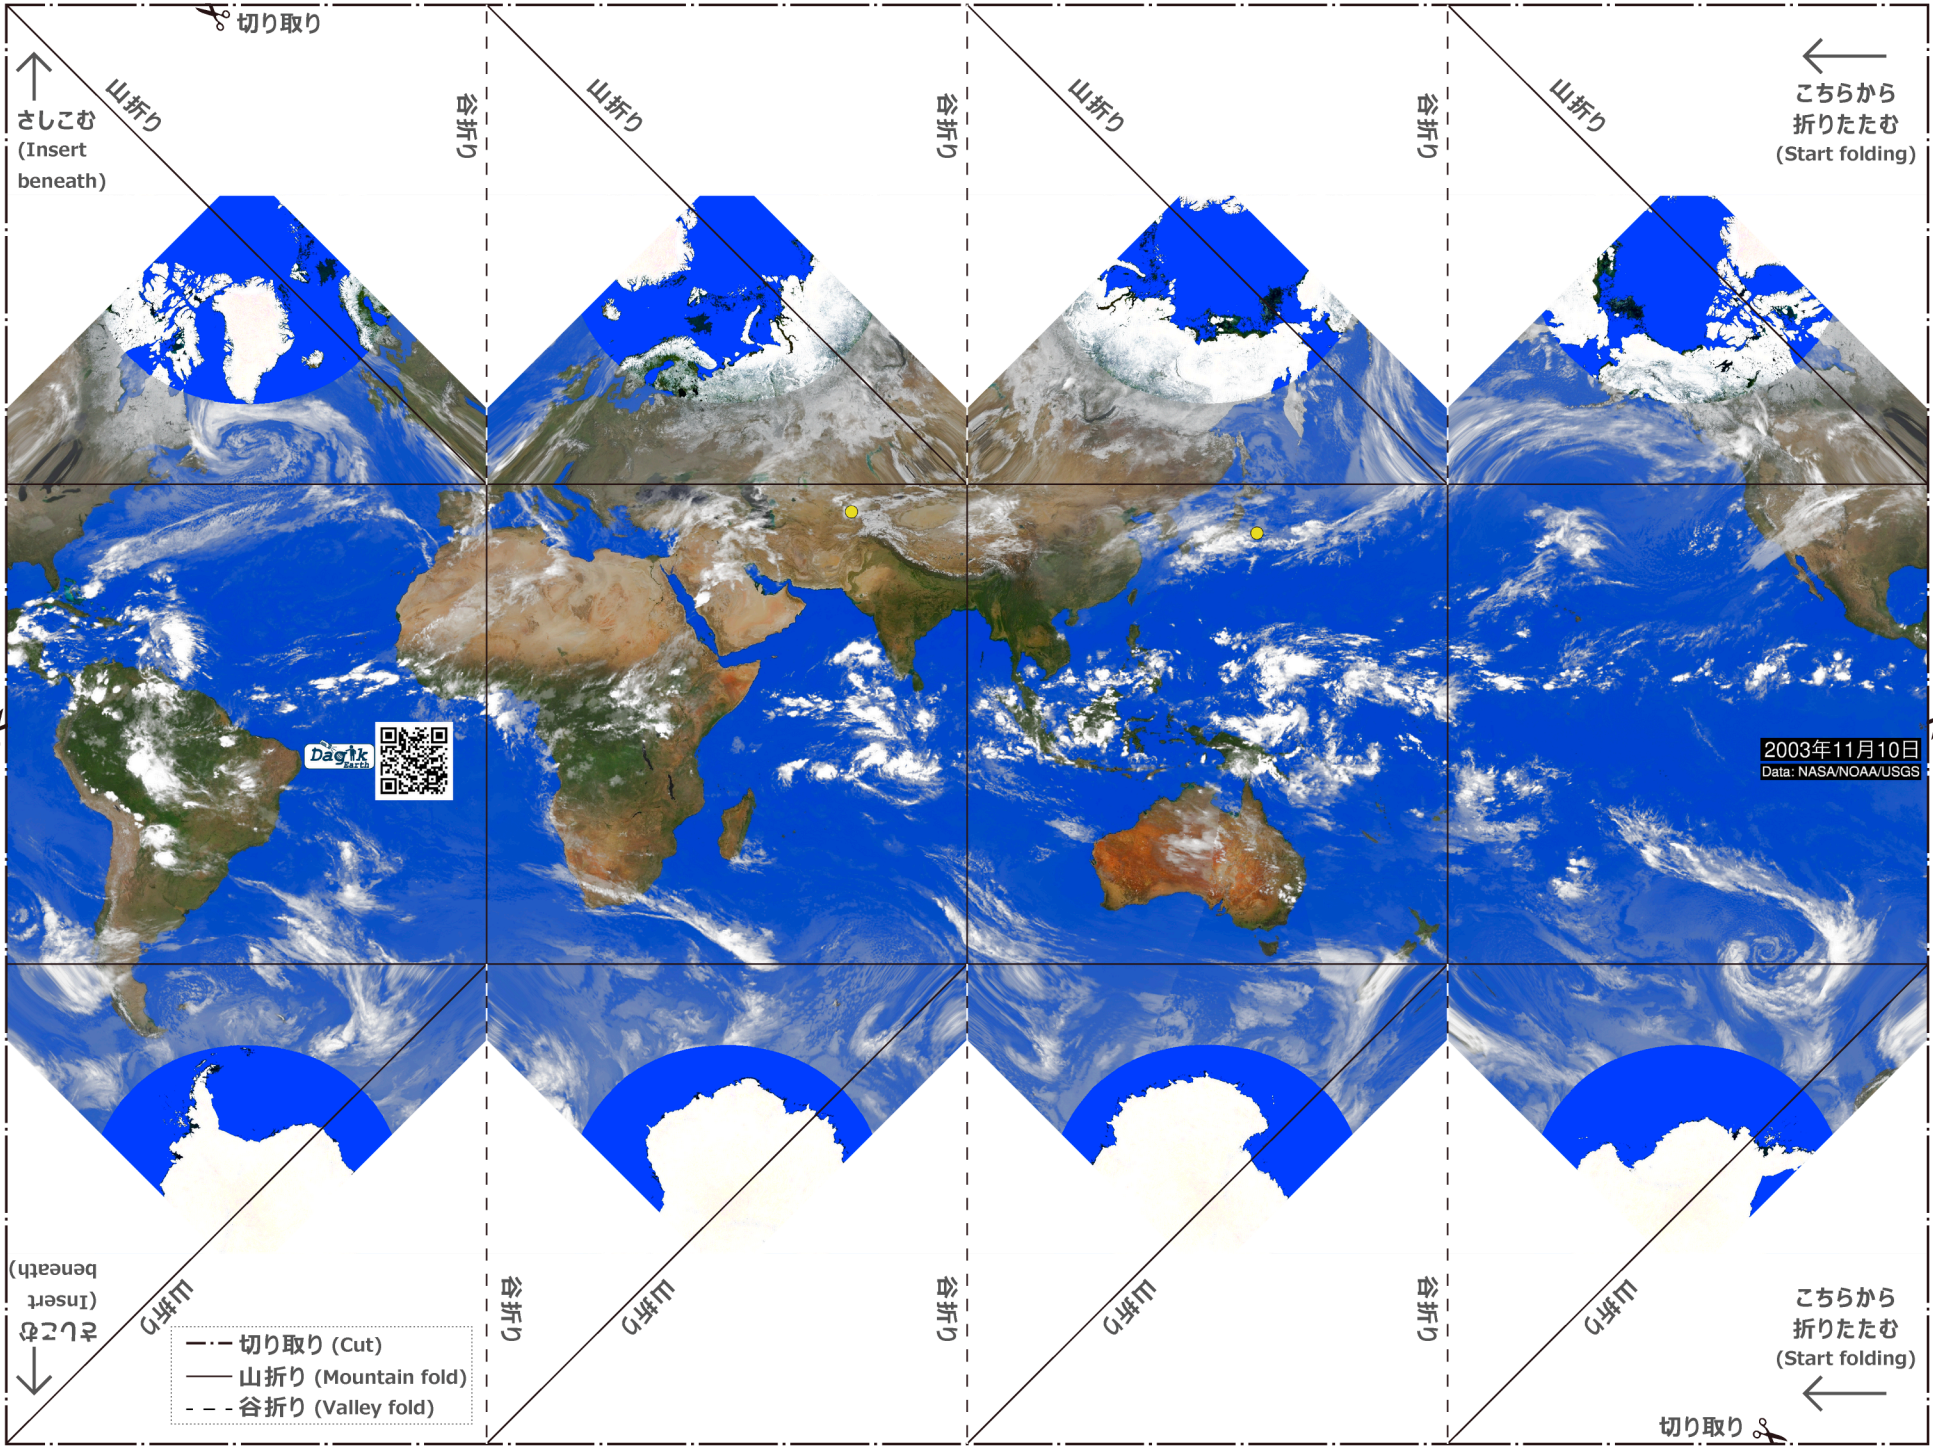 切り取り
山折り
谷折り
山折り
谷折り
山折り
谷折り
山折り
さしこむ
(Insert
beneath)
こちらから
折りたたむ
(Start folding)
Dagik
Earth
2003年11月10日
Data: NASA/NOAA/USGS
さしこむ
(Insert
beneath)
山折り
谷折り
山折り
谷折り
山折り
谷折り
山折り
切り取り (Cut)
山折り (Mountain fold)
谷折り (Valley fold)
こちらから
折りたたむ
(Start folding)
切り取り